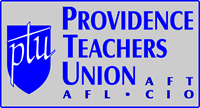 ptu
PROVIDENCE
TEACHERS
UNION AFT
AFL • CIO